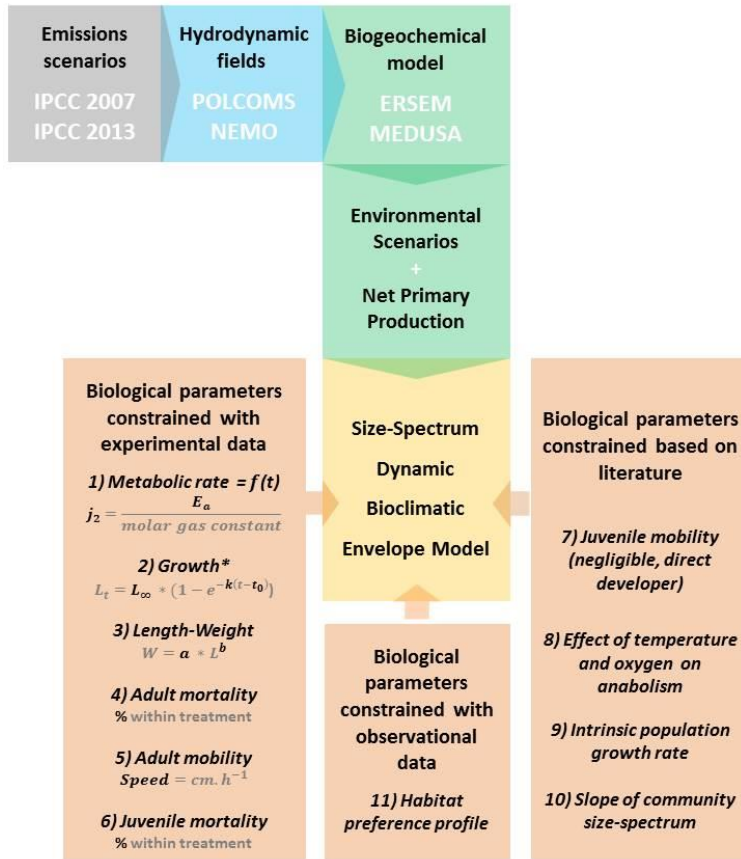 Emissions
scenarios
IPCC 2007
IPCC 2013
Hydrodynamic
fields
POLCOMS
NEMO
Biogeochemical
model
ERSEM
MEDUSA
Environmental
Scenarios
+
Net Primary
Production
Biological parameters
constrained with
experimental data
1) Metabolic rate = f(t)
j₂ = Eₐ / molar gas constant
2) Growth*
Lₜ = L∞ * (1 − e^−k(t−t₀))
3) Length-Weight
W = a * L^b
4) Adult mortality
% within treatment
5) Adult mobility
Speed = cm. h⁻¹
6) Juvenile mortality
% within treatment
Size-Spectrum
Dynamic
Bioclimatic
Envelope Model
Biological
parameters
constrained with
observational
data
11) Habitat
preference profile
Biological parameters
constrained based on
literature
7) Juvenile mobility
(negligible, direct
developer)
8) Effect of temperature
and oxygen on
anabolism
9) Intrinsic population
growth rate
10) Slope of community
size-spectrum